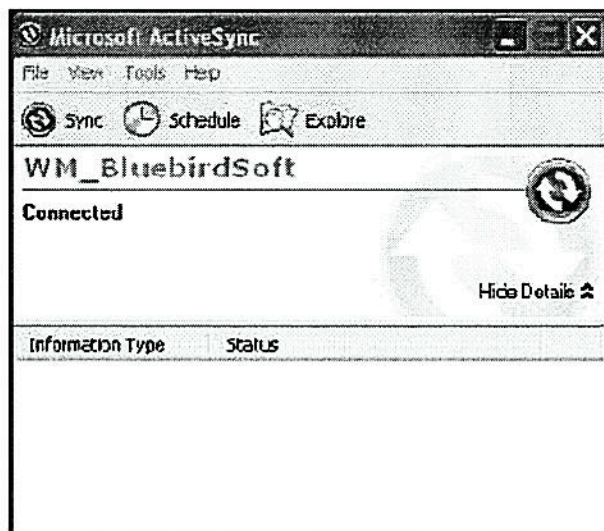 Microsoft ActiveSync
File View Tools Help
Sync Schedule Explore
WM_BluebirdSoft
Connected
Hide Details
Information Type Status